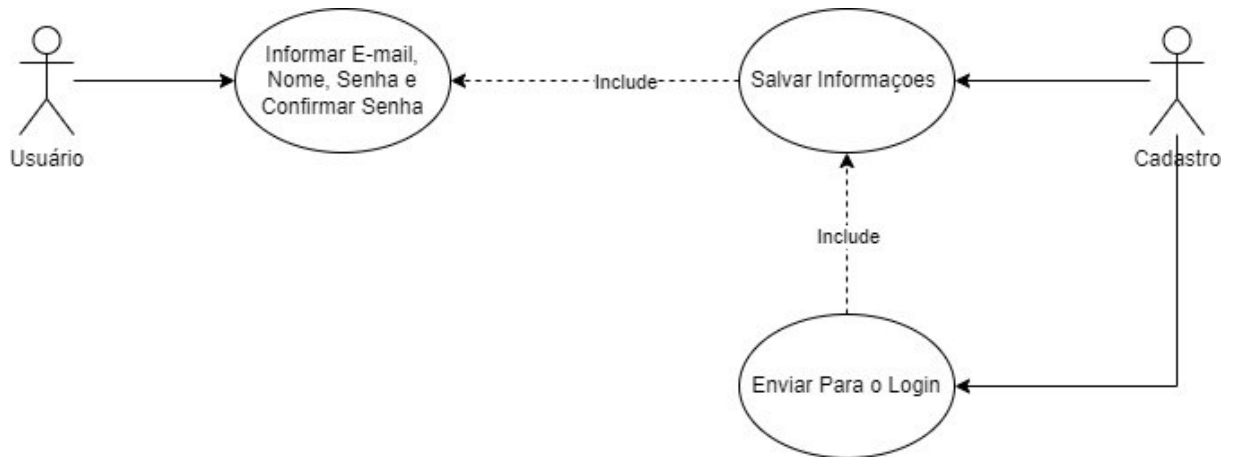 Informar E-mail,
Nome, Senha e
Confirmar Senha
Include
Salvar Informaçoes
Usuário
Cadastro
Include
Enviar Para o Login